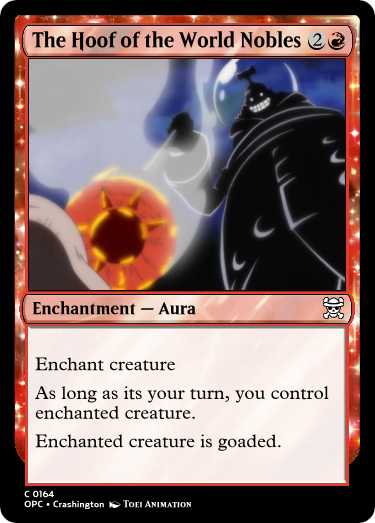 The Hoof of the World Nobles 2
Enchantment — Aura
Enchant creature
As long as its your turn, you control
enchanted creature.
Enchanted creature is goaded.
C 0164
OPC • Crashington Toei Animation